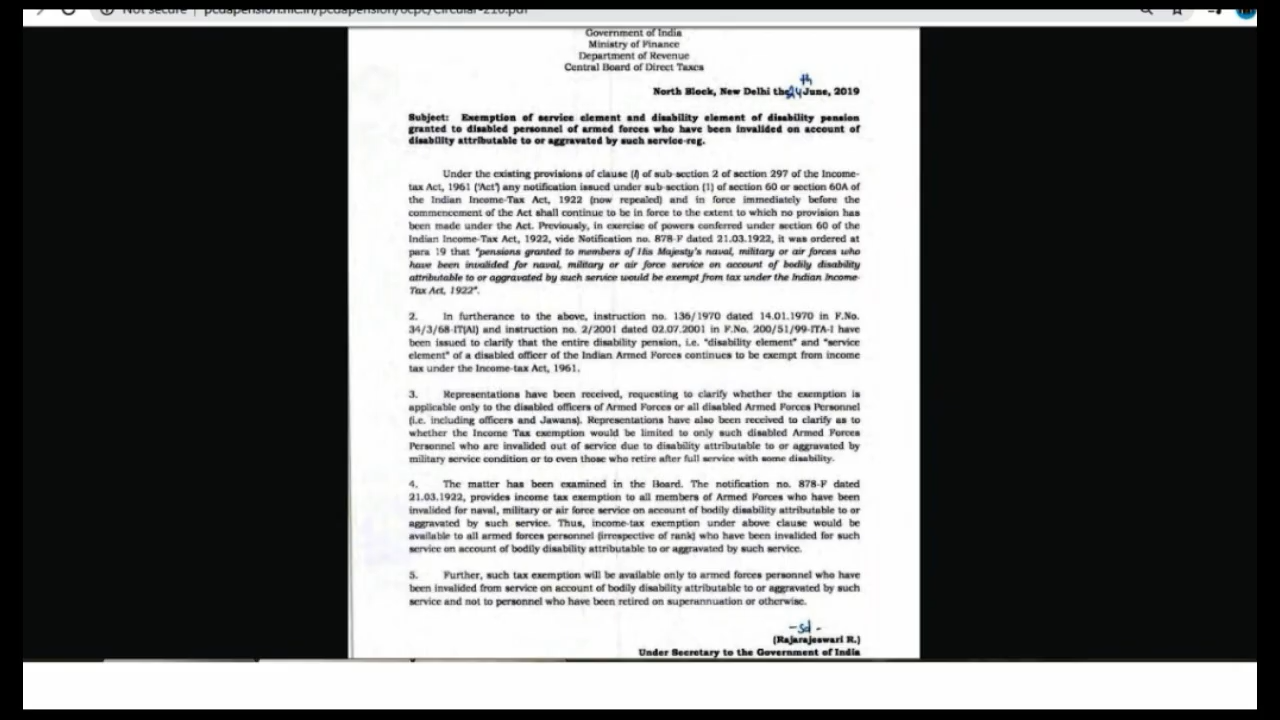 Not secure | pcdapension.nic.in/pcdapension/ocpc/Circular-210.pdf
Government of India
Ministry of Finance
Department of Revenue
Central Board of Direct Taxes
North Block, New Delhi the 24th June, 2019
Subject: Exemption of service element and disability element of disability pension
granted to disabled personnel of armed forces who have been invalided on account of
disability attributable to or aggravated by such service-reg.
Under the existing provisions of clause (l) of sub-section 2 of section 297 of the Income-
tax Act, 1961 ('Act') any notification issued under sub-section (1) of section 60 or section 60A of
the Indian Income-Tax Act, 1922 (now repealed) and in force immediately before the
commencement of the Act shall continue to be in force to the extent to which no provision has
been made under the Act. Previously, in exercise of powers conferred under section 60 of the
Indian Income-Tax Act, 1922, vide Notification no. 878-F dated 21.03.1922, it was ordered at
para 19 that "pensions granted to members of His Majesty's naval, military or air forces who
have been invalided for naval, military or air force service on account of bodily disability
attributable to or aggravated by such service would be exempt from tax under the Indian Income-
Tax Act, 1922".
2. In furtherance to the above, instruction no. 136/1970 dated 14.01.1970 in F.No.
34/3/68-IT(AI) and instruction no. 2/2001 dated 02.07.2001 in F.No. 200/51/99-ITA-I have
been issued to clarify that the entire disability pension, i.e. "disability element" and "service
element" of a disabled officer of the Indian Armed Forces continues to be exempt from income
tax under the Income-tax Act, 1961.
3. Representations have been received, requesting to clarify whether the exemption is
applicable only to the disabled officers of Armed Forces or all disabled Armed Forces Personnel
(i.e. including officers and Jawans). Representations have also been received to clarify as to
whether the Income Tax exemption would be limited to only such disabled Armed Forces
Personnel who are invalided out of service due to disability attributable to or aggravated by
military service condition or to even those who retire after full service with some disability.
4. The matter has been examined in the Board. The notification no. 878-F dated
21.03.1922, provides income tax exemption to all members of Armed Forces who have been
invalided for naval, military or air force service on account of bodily disability attributable to or
aggravated by such service. Thus, income-tax exemption under above clause would be
available to all armed forces personnel (irrespective of rank) who have been invalided for such
service on account of bodily disability attributable to or aggravated by such service.
5. Further, such tax exemption will be available only to armed forces personnel who have
been invalided from service on account of bodily disability attributable to or aggravated by such
service and not to personnel who have been retired on superannuation or otherwise.
-sd-
(Rajarajeswari R.)
Under Secretary to the Government of India